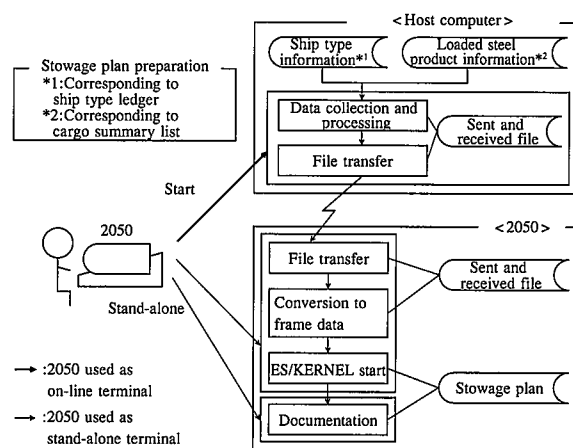 <Host computer>
Ship type
information*1
Loaded steel
product information*2
Stowage plan preparation
*1:Corresponding to
ship type ledger
*2:Corresponding to
cargo summary list
Data collection and
processing
Sent and
received file
File transfer
Start
2050
Stand-alone
<2050>
File transfer
Sent and
received file
Conversion to
frame data
ES/KERNEL start
Stowage plan
Documentation
→ :2050 used as
on-line terminal
→ :2050 used as
stand-alone terminal